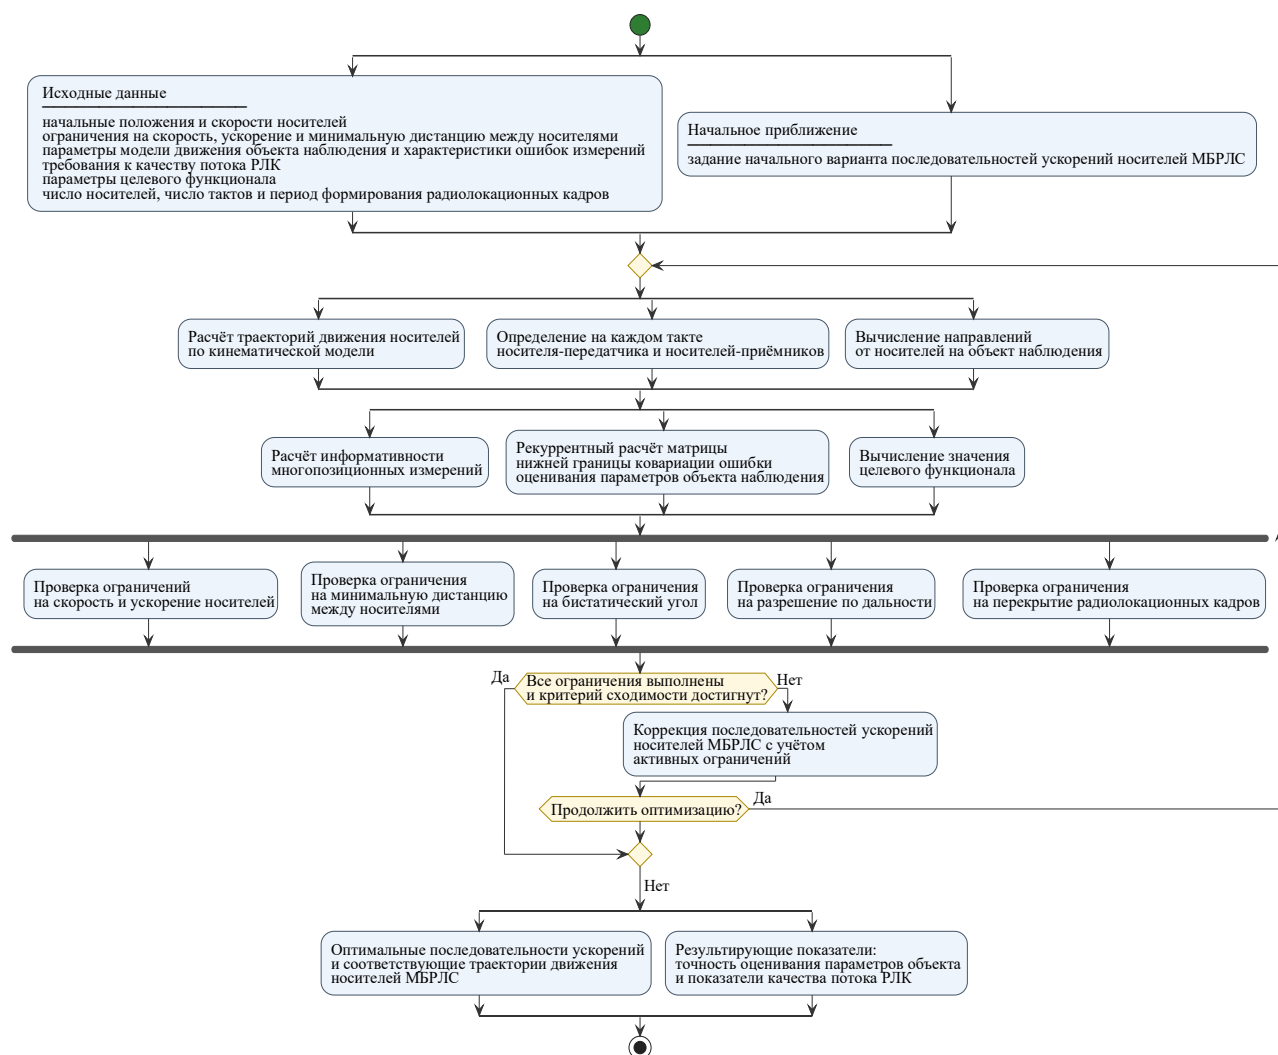 Исходные данные
начальные положения и скорости носителей
ограничения на скорость, ускорение и минимальную дистанцию между носителями
параметры модели движения объекта наблюдения и характеристики ошибок измерений
требования к качеству потока РЛК
параметры целевого функционала
число носителей, число тактов и период формирования радиолокационных кадров
Начальное приближение
задание начального варианта последовательностей ускорений носителей МБРЛС
Расчёт траекторий движения носителей
по кинематической модели
Определение на каждом такте
носителя-передатчика и носителей-приёмников
Вычисление направлений
от носителей на объект наблюдения
Расчёт информативности
многопозиционных измерений
Рекуррентный расчёт матрицы
нижней границы ковариации ошибки
оценивания параметров объекта наблюдения
Вычисление значения
целевого функционала
Проверка ограничений
на скорость и ускорение носителей
Проверка ограничения
на минимальную дистанцию
между носителями
Проверка ограничения
на бистатический угол
Проверка ограничения
на разрешение по дальности
Проверка ограничения
на перекрытие радиолокационных кадров
Да
Все ограничения выполнены
и критерий сходимости достигнут?
Нет
Коррекция последовательностей ускорений
носителей МБРЛС с учётом
активных ограничений
Продолжить оптимизацию?
Да
Нет
Оптимальные последовательности ускорений
и соответствующие траектории движения
носителей МБРЛС
Результирующие показатели:
точность оценивания параметров объекта
и показатели качества потока РЛК